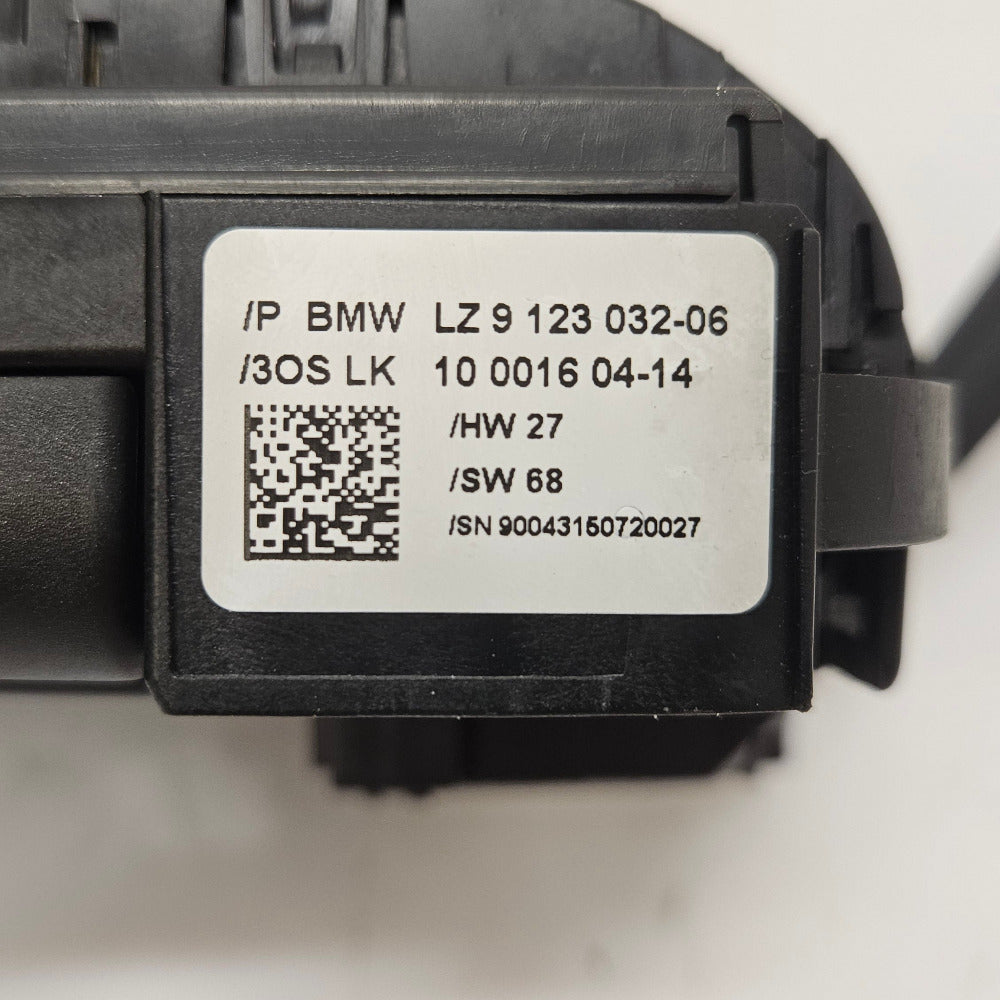 /P BMW LZ 9 123 032-06
/3OS LK 10 0016 04-14
/HW 27
/SW 68
/SN 90043150720027